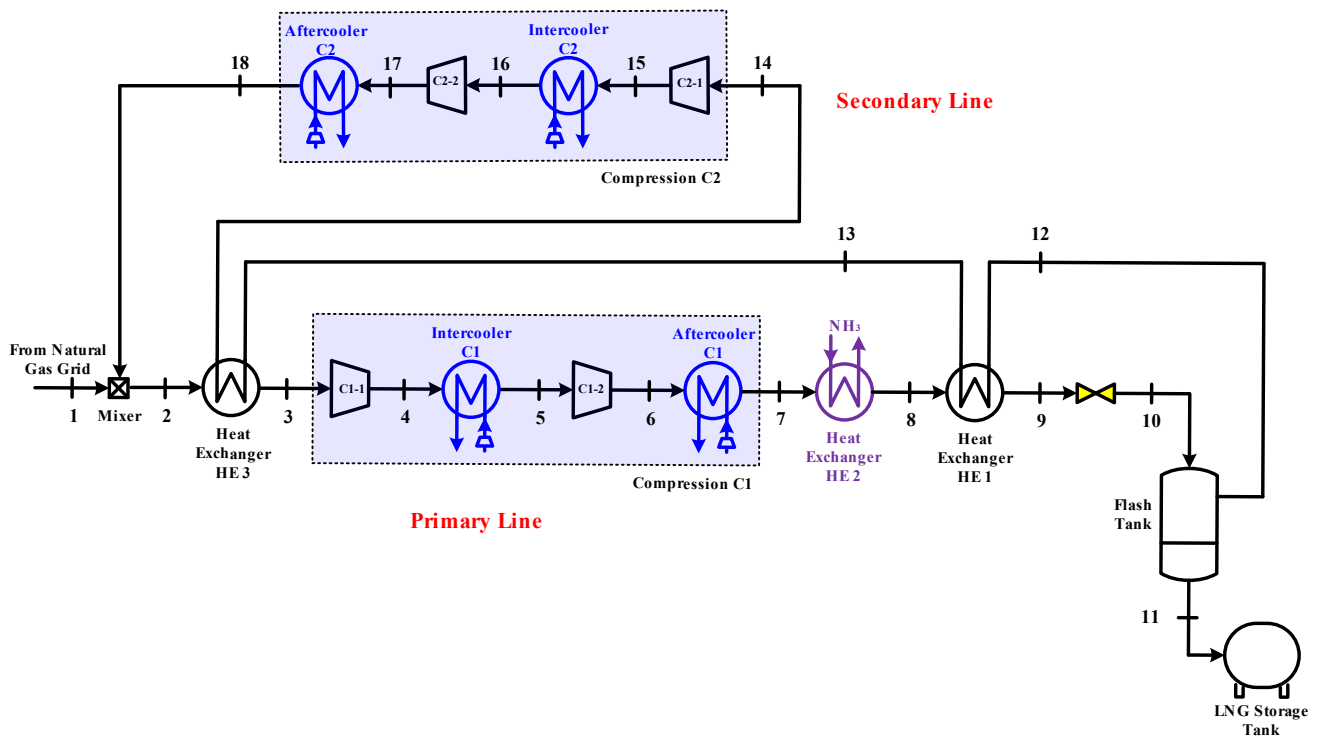 Aftercooler
C2
Intercooler
C2
18
17
C2-2
16
15
C2-1
14
Secondary Line
Compression C2
13
12
From Natural
Gas Grid
1
Mixer
2
Heat
Exchanger
HE 3
3
C1-1
4
Intercooler
C1
5
C1-2
6
Aftercooler
C1
7
NH3
Heat
Exchanger
HE 2
8
Heat
Exchanger
HE 1
9
10
Compression C1
Primary Line
Flash
Tank
11
LNG Storage
Tank